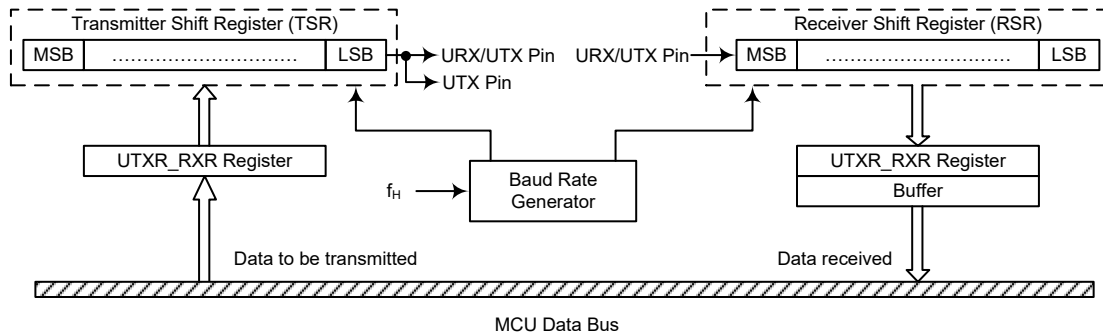 Transmitter Shift Register (TSR)
Receiver Shift Register (RSR)
MSB
…………………………
LSB
URX/UTX Pin
URX/UTX Pin
MSB
…………………………
LSB
UTX Pin
UTXR_RXR Register
Baud Rate
Generator
UTXR_RXR Register
Buffer
fH
Data to be transmitted
Data received
MCU Data Bus